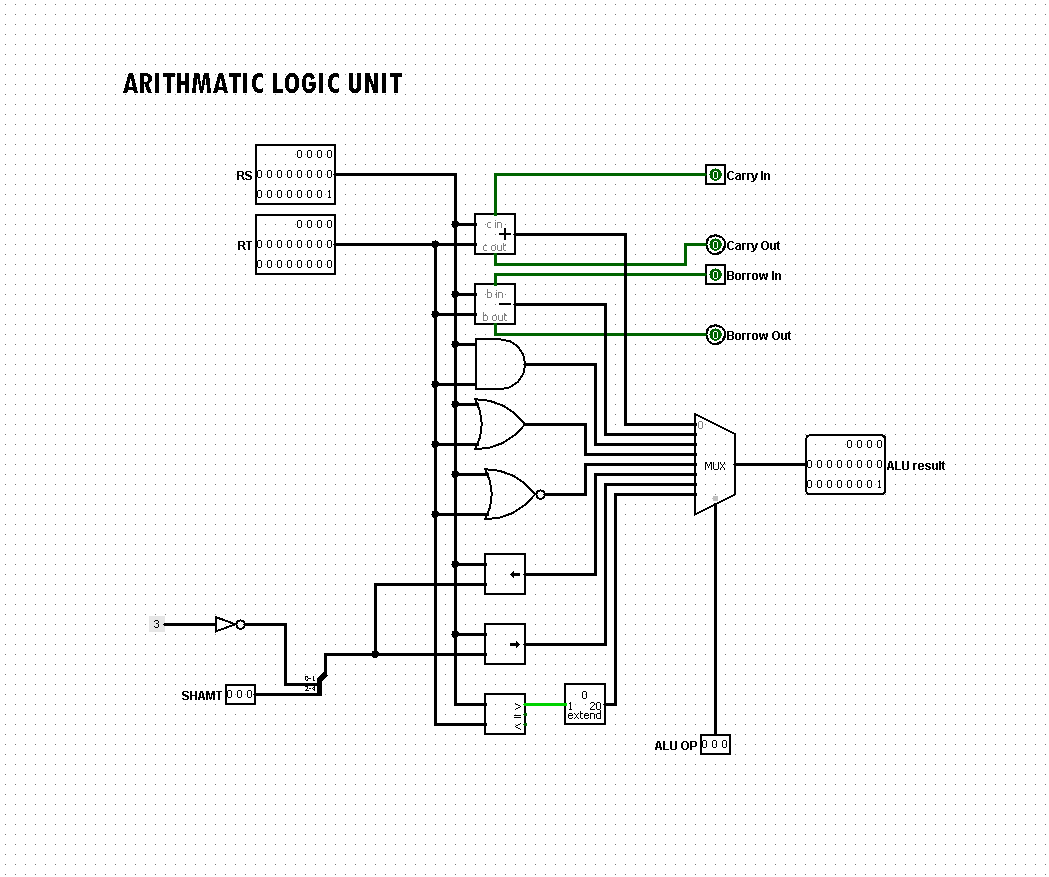 ARITHMATIC LOGIC UNIT
0 0 0 0
RS 0 0 0 0 0 0 0 0
0 0 0 0 0 0 0 1
0 0 0 0
RT 0 0 0 0 0 0 0 0
0 0 0 0 0 0 0 0
0 Carry In
c in
+
c out
0 Carry Out
0 Borrow In
b in
−
b out
0 Borrow Out
0
MUX
0 0 0 0
0 0 0 0 0 0 0 0 ALU result
0 0 0 0 0 0 0 1
3
0-1
2-4
SHAMT 0 0 0
>
=
<
0
1 20
extend
ALU OP 0 0 0